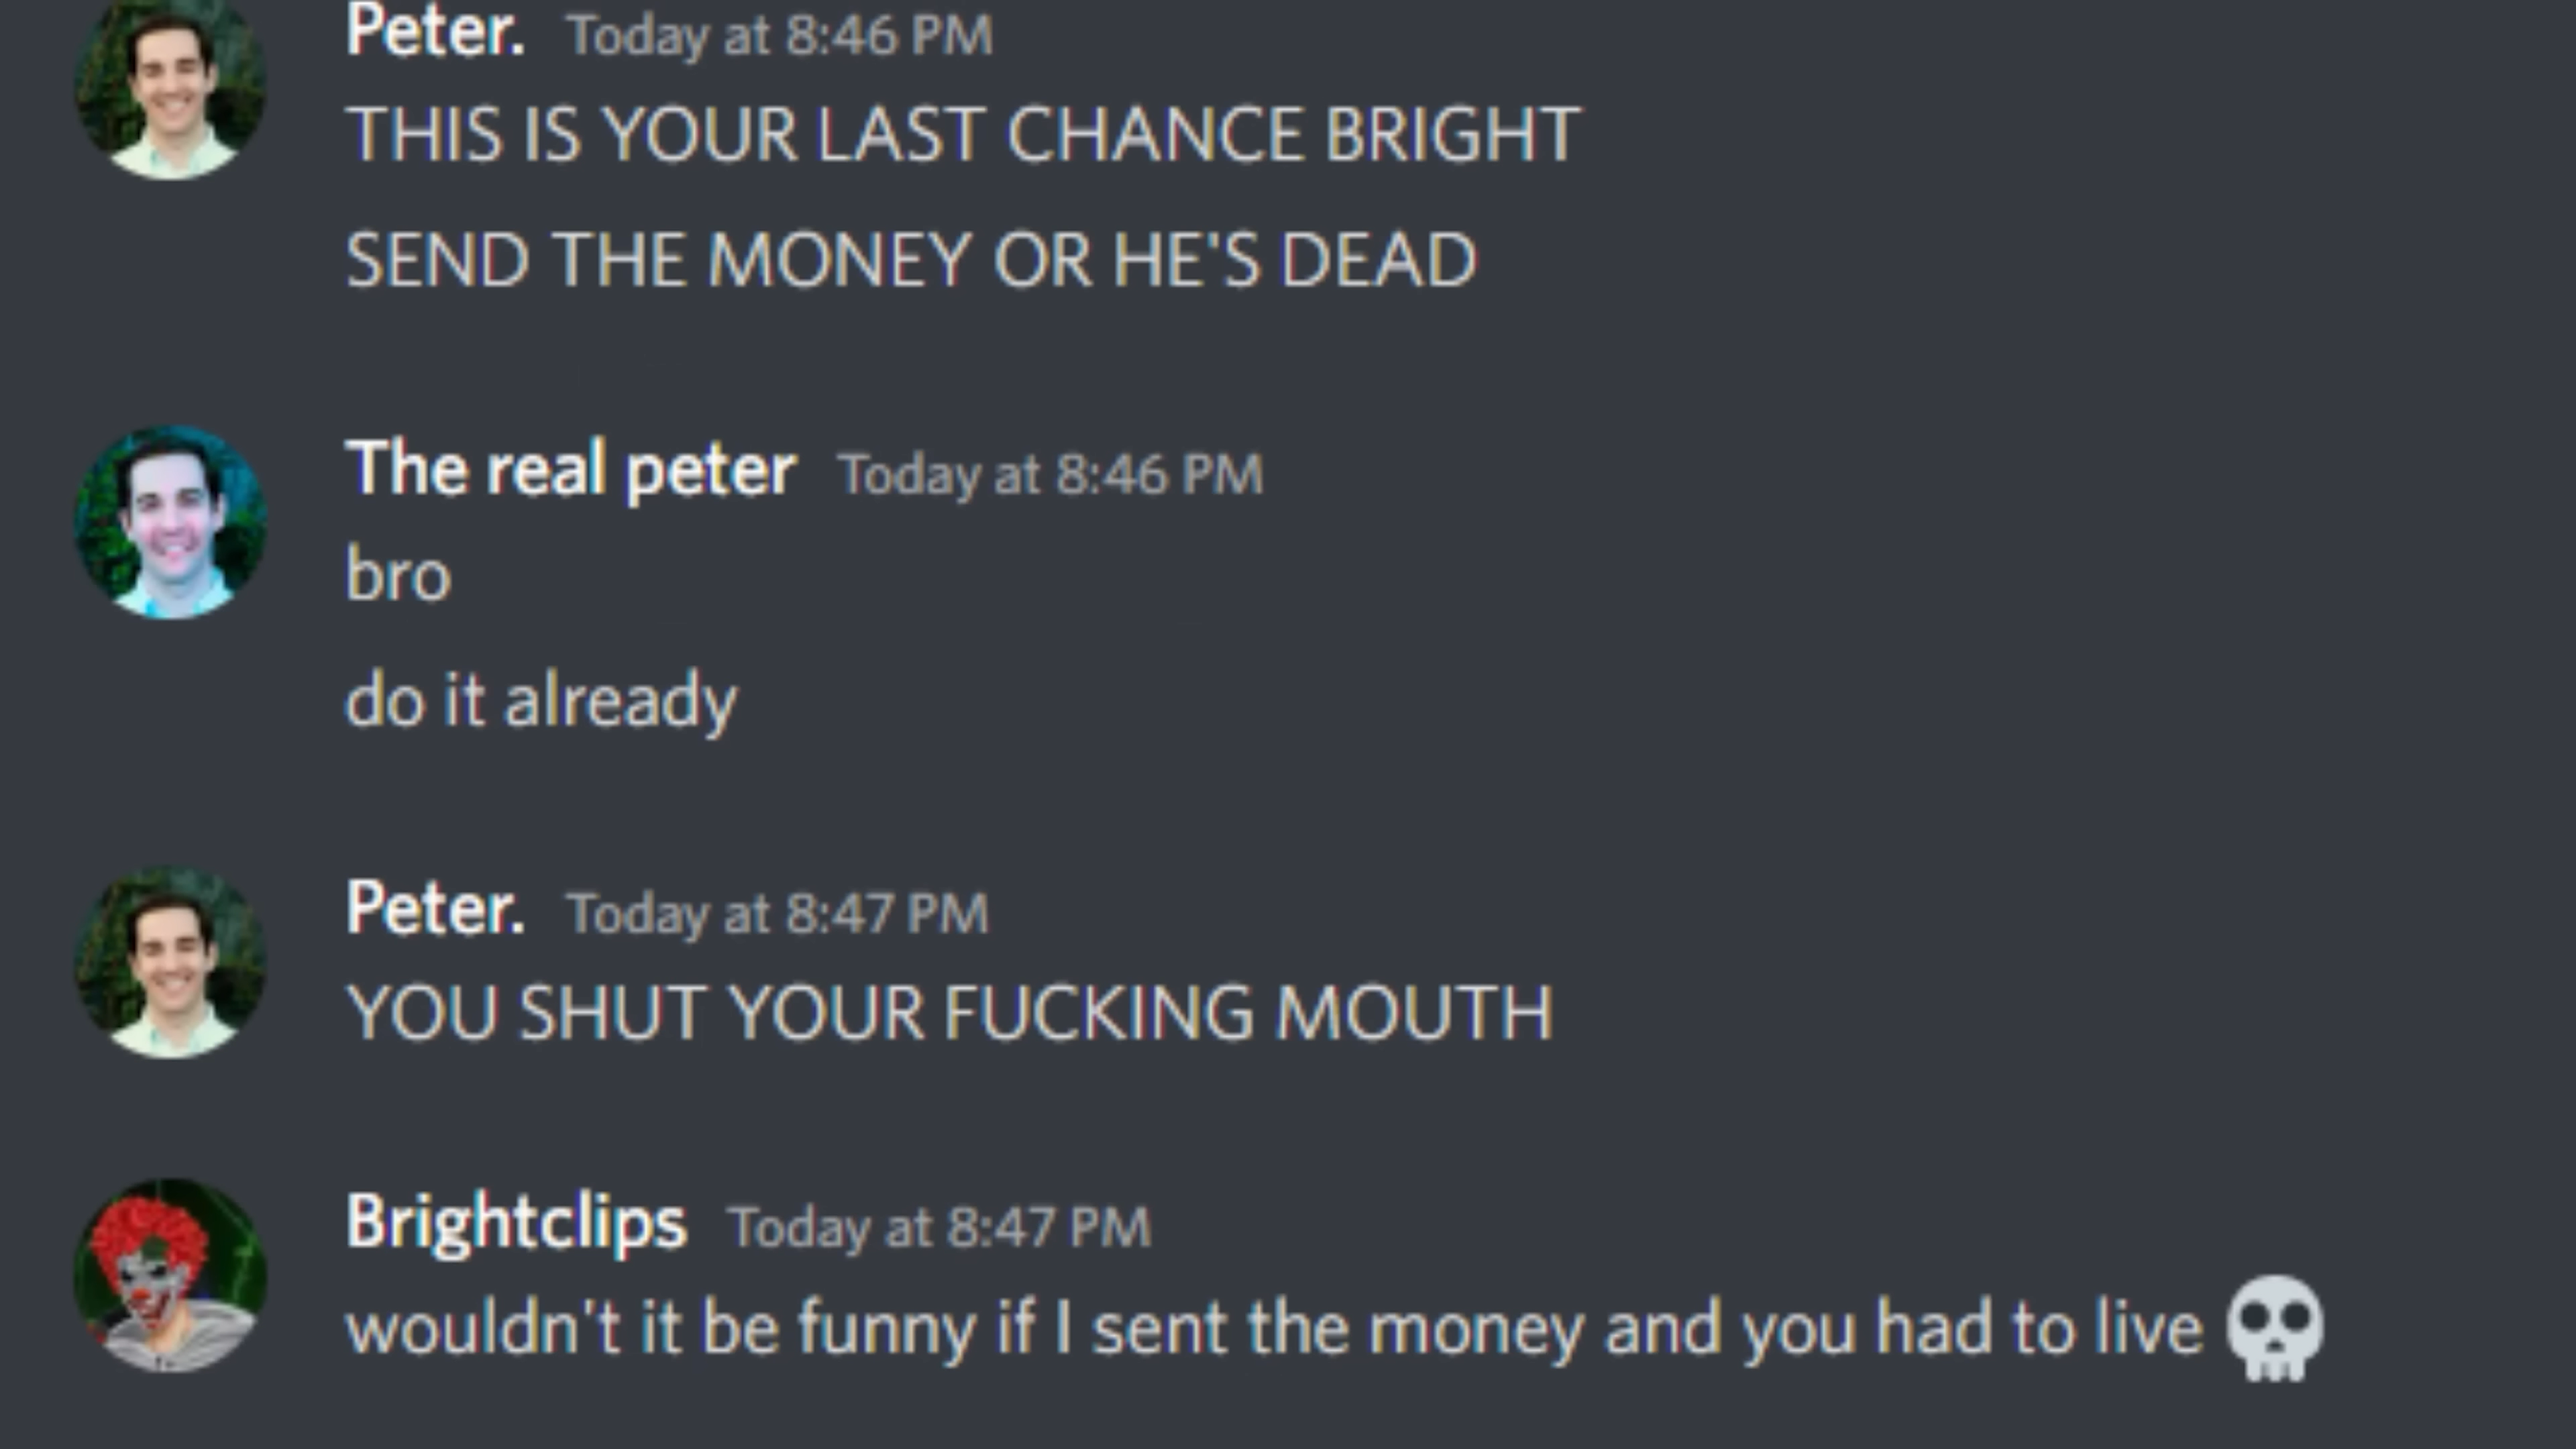 Peter. Today at 8:46 PM
THIS IS YOUR LAST CHANCE BRIGHT
SEND THE MONEY OR HE'S DEAD
The real peter Today at 8:46 PM
bro
do it already
Peter. Today at 8:47 PM
YOU SHUT YOUR FUCKING MOUTH
Brightclips Today at 8:47 PM
wouldn't it be funny if I sent the money and you had to live 💀